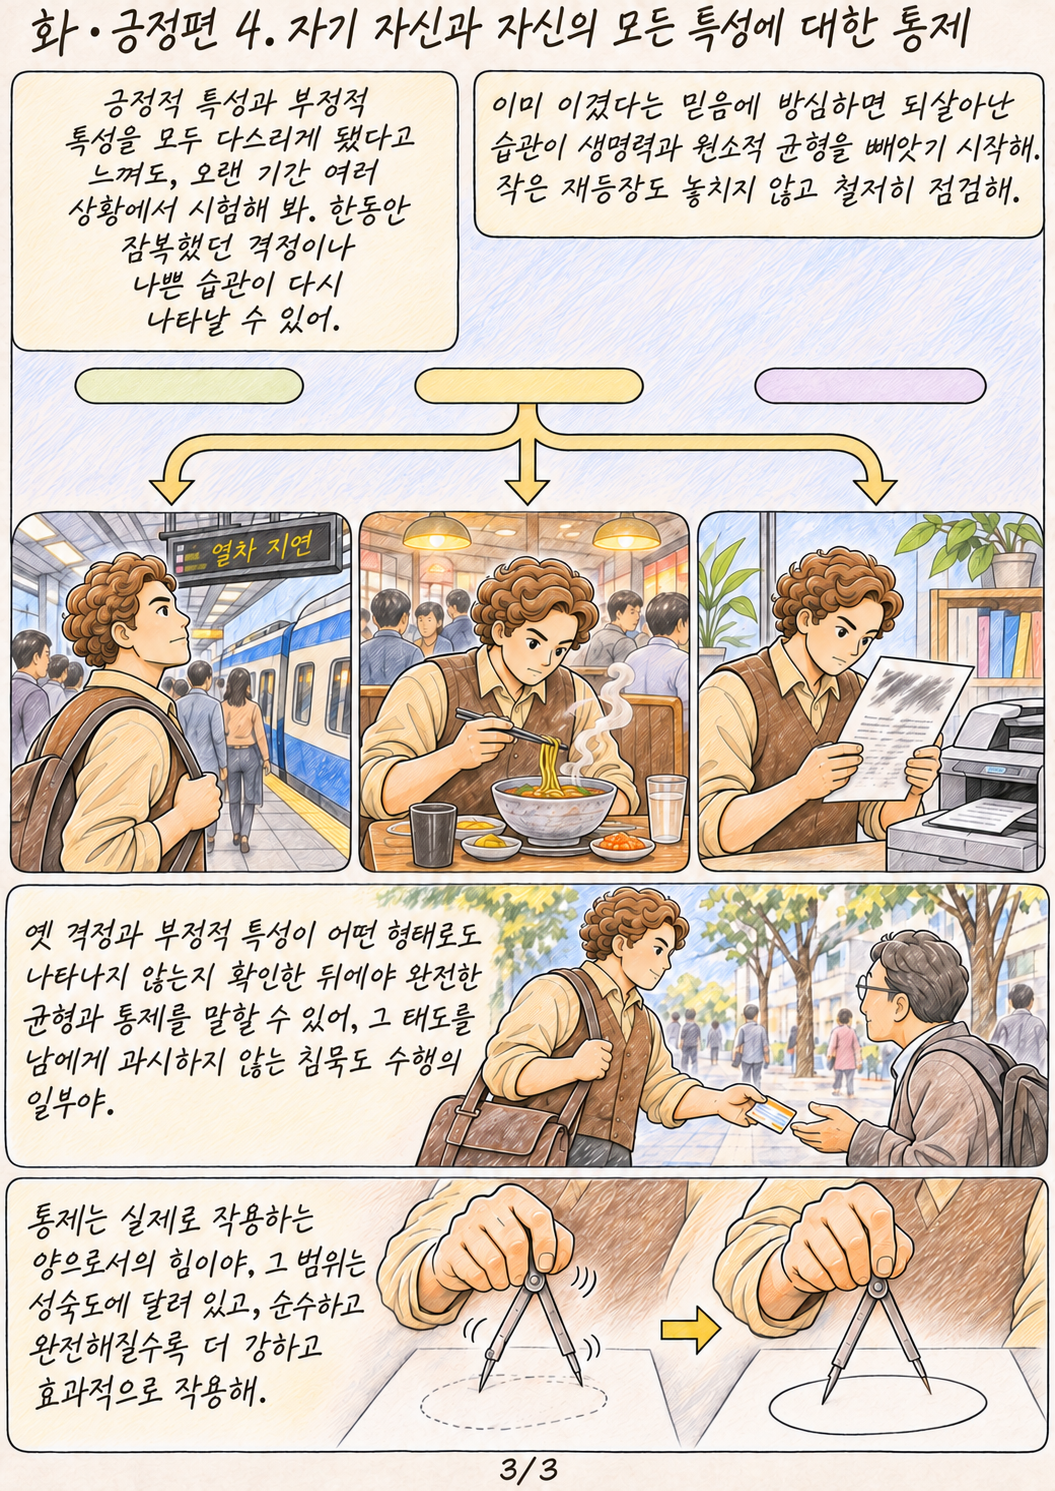 화·긍정편 4. 자기 자신과 자신의 모든 특성에 대한 통제
긍정적 특성과 부정적
특성을 모두 다스리게 됐다고
느껴도, 오랜 기간 여러
상황에서 시험해 봐. 한동안
잠복했던 격정이나
나쁜 습관이 다시
나타날 수 있어.
이미 이겼다는 믿음에 방심하면 되살아난
습관이 생명력과 원소적 균형을 빼앗기 시작해.
작은 재등장도 놓치지 않고 철저히 점검해.
열차 지연
옛 격정과 부정적 특성이 어떤 형태로도
나타나지 않는지 확인한 뒤에야 완전한
균형과 통제를 말할 수 있어, 그 태도를
남에게 과시하지 않는 침묵도 수행의
일부야.
통제는 실제로 작용하는
양으로서의 힘이야, 그 범위는
성숙도에 달려 있고, 순수하고
완전해질수록 더 강하고
효과적으로 작용해.
3/3